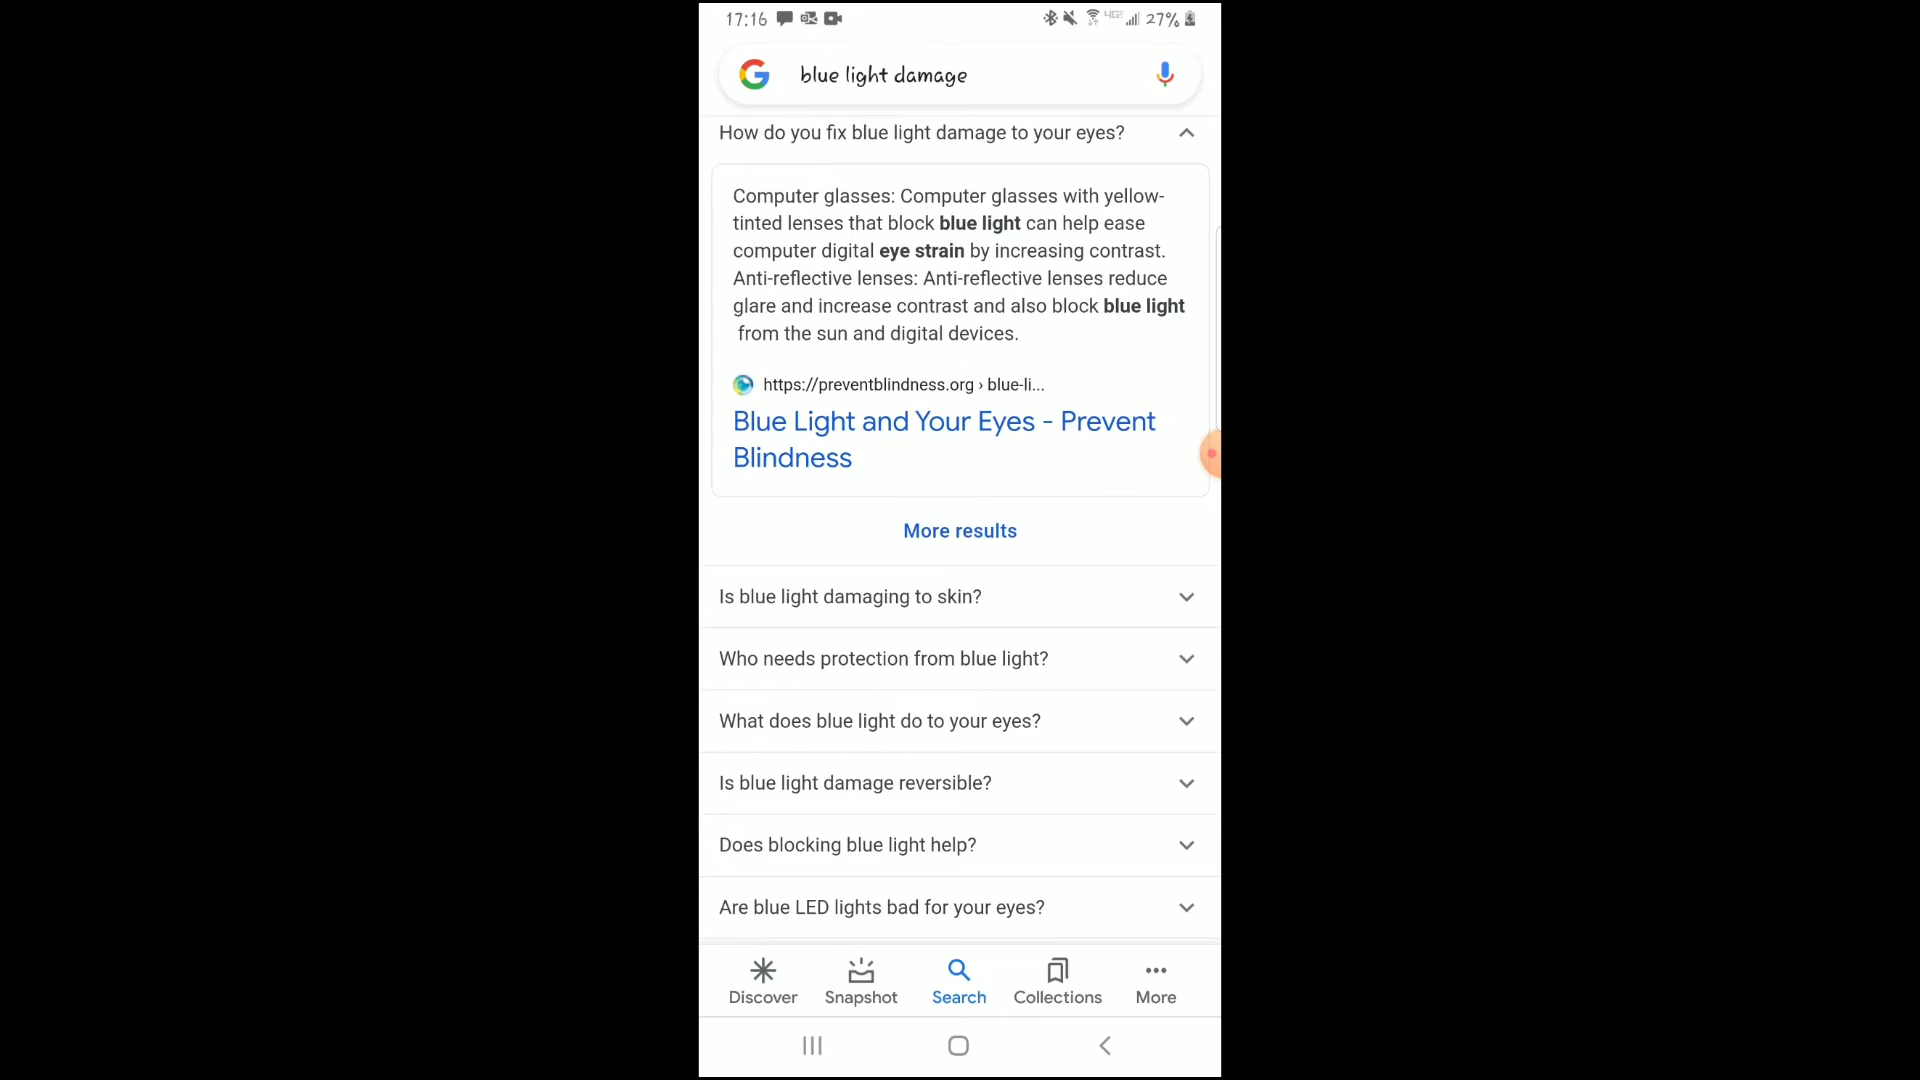 17:16 27%
blue light damage
How do you fix blue light damage to your eyes?
Computer glasses: Computer glasses with yellow-
tinted lenses that block blue light can help ease
computer digital eye strain by increasing contrast.
Anti-reflective lenses: Anti-reflective lenses reduce
glare and increase contrast and also block blue light
from the sun and digital devices.
https://preventblindness.org › blue-li...
Blue Light and Your Eyes - Prevent
Blindness
More results
Is blue light damaging to skin?
Who needs protection from blue light?
What does blue light do to your eyes?
Is blue light damage reversible?
Does blocking blue light help?
Are blue LED lights bad for your eyes?
Discover Snapshot Search Collections More